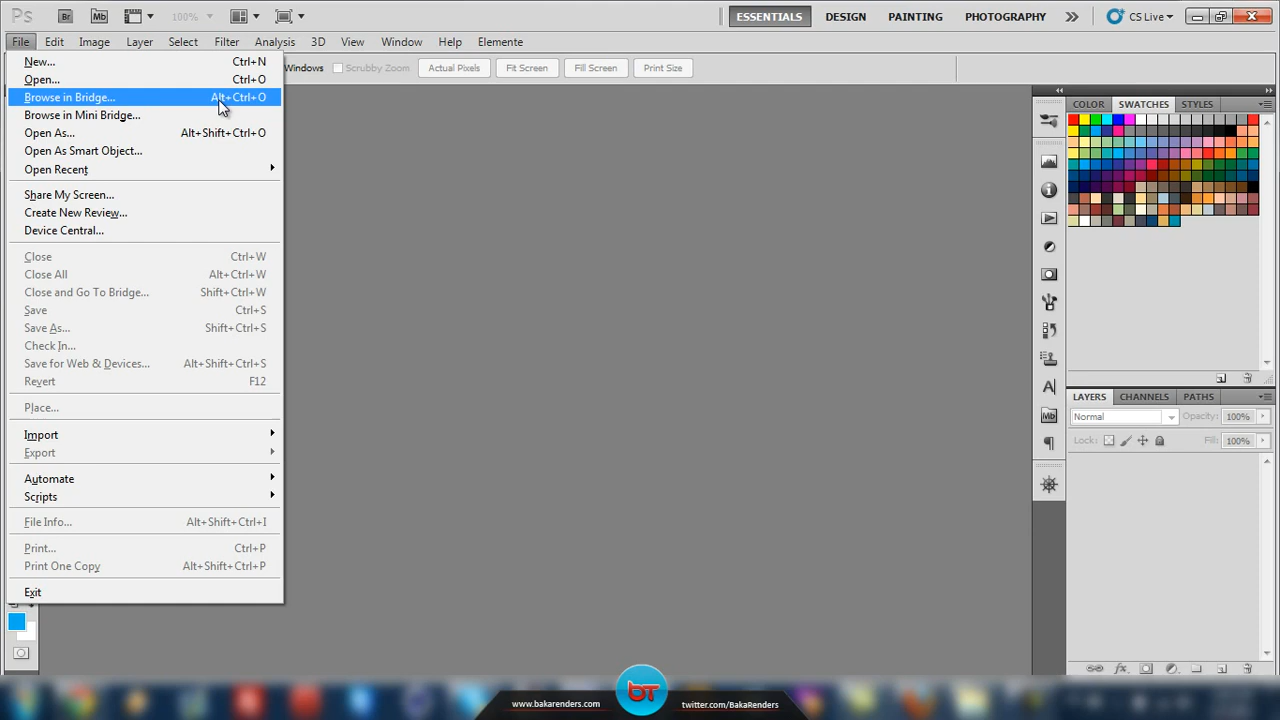 Ps Br Mb 100% ESSENTIALS DESIGN PAINTING PHOTOGRAPHY CS Live
File Edit Image Layer Select Filter Analysis 3D View Window Help Elemente
Windows Scrubby Zoom Actual Pixels Fit Screen Fill Screen Print Size
New... Ctrl+N
Open... Ctrl+O
Browse in Bridge... Alt+Ctrl+O
Browse in Mini Bridge...
Open As... Alt+Shift+Ctrl+O
Open As Smart Object...
Open Recent
Share My Screen...
Create New Review...
Device Central...
Close Ctrl+W
Close All Alt+Ctrl+W
Close and Go To Bridge... Shift+Ctrl+W
Save Ctrl+S
Save As... Shift+Ctrl+S
Check In...
Save for Web & Devices... Alt+Shift+Ctrl+S
Revert F12
Place...
Import
Export
Automate
Scripts
File Info... Alt+Shift+Ctrl+I
Print... Ctrl+P
Print One Copy Alt+Shift+Ctrl+P
Exit
COLOR SWATCHES STYLES
Mb
LAYERS CHANNELS PATHS
Normal Opacity: 100%
Lock: Fill: 100%
www.bakarenders.com bT twitter.com/BakaRenders